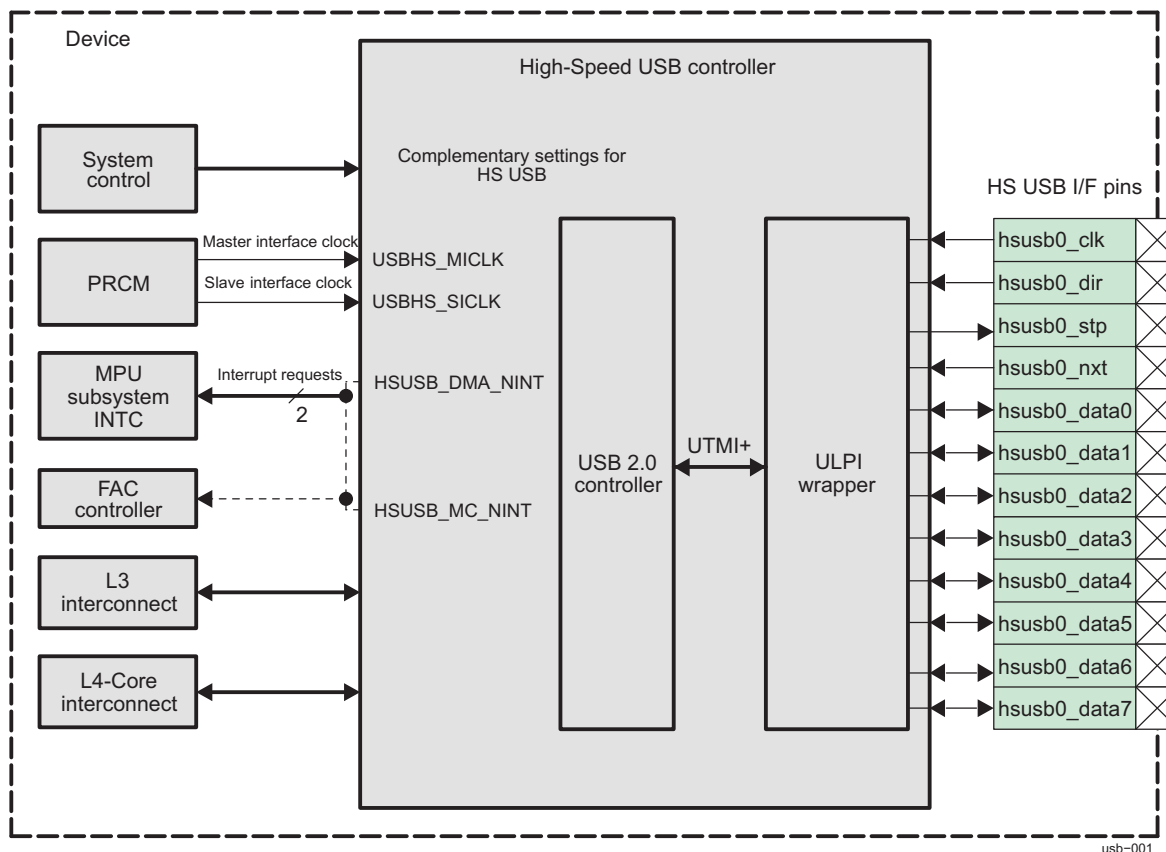 Device
High-Speed USB controller
System
control
Complementary settings for
HS USB
HS USB I/F pins
PRCM
Master interface clock
USBHS_MICLK
Slave interface clock
USBHS_SICLK
MPU
subsystem
INTC
Interrupt requests
2
HSUSB_DMA_NINT
FAC
controller
HSUSB_MC_NINT
L3
interconnect
L4-Core
interconnect
USB 2.0
controller
UTMI+
ULPI
wrapper
hsusb0_clk
hsusb0_dir
hsusb0_stp
hsusb0_nxt
hsusb0_data0
hsusb0_data1
hsusb0_data2
hsusb0_data3
hsusb0_data4
hsusb0_data5
hsusb0_data6
hsusb0_data7
usb−001